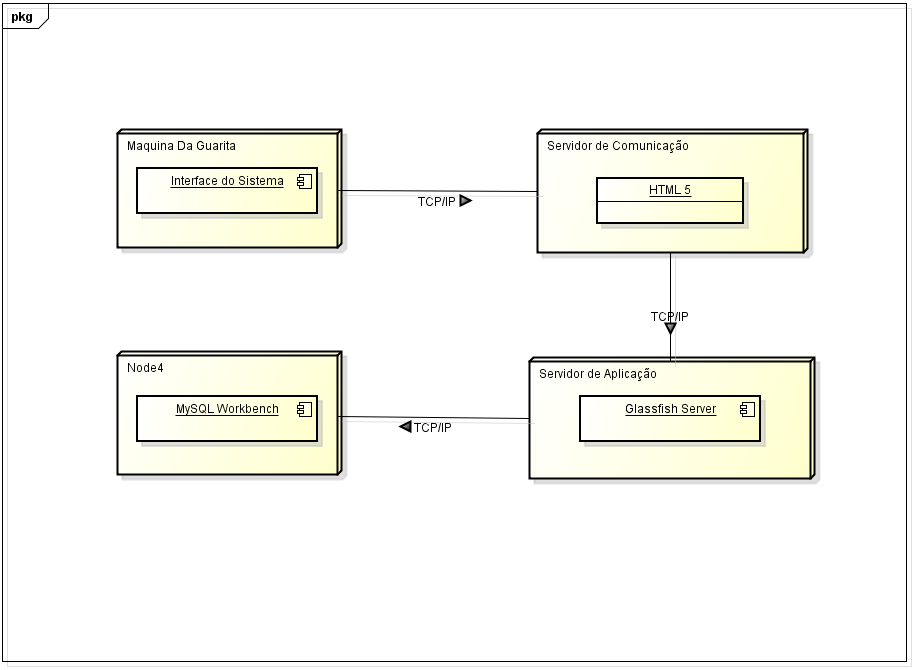 pkg
Maquina Da Guarita
Interface do Sistema
TCP/IP
Servidor de Comunicação
HTML 5
TCP/IP
Node4
MySQL Workbench
TCP/IP
Servidor de Aplicação
Glassfish Server